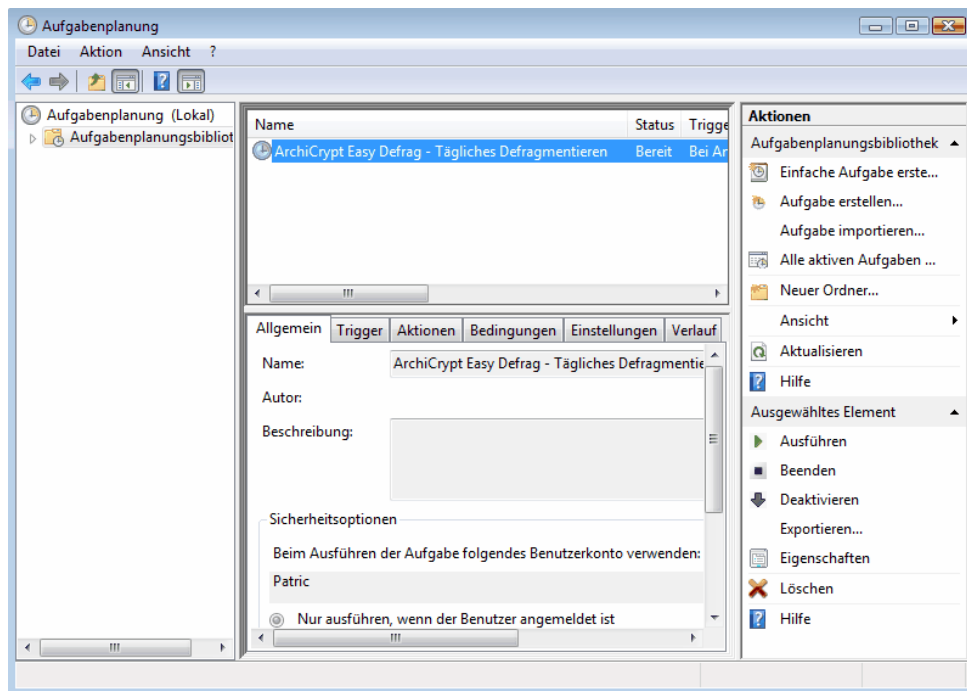 Aufgabenplanung
Datei Aktion Ansicht ?
Aufgabenplanung (Lokal)
Aufgabenplanungsbibliot
Name Status Trigge
ArchiCrypt Easy Defrag - Tägliches Defragmentieren Bereit Bei Ar
Allgemein Trigger Aktionen Bedingungen Einstellungen Verlauf
Name: ArchiCrypt Easy Defrag - Tägliches Defragmentie
Autor:
Beschreibung:
Sicherheitsoptionen
Beim Ausführen der Aufgabe folgendes Benutzerkonto verwenden:
Patric
Nur ausführen, wenn der Benutzer angemeldet ist
Aktionen
Aufgabenplanungsbibliothek
Einfache Aufgabe erste...
Aufgabe erstellen...
Aufgabe importieren...
Alle aktiven Aufgaben ...
Neuer Ordner...
Ansicht
Aktualisieren
Hilfe
Ausgewähltes Element
Ausführen
Beenden
Deaktivieren
Exportieren...
Eigenschaften
Löschen
Hilfe